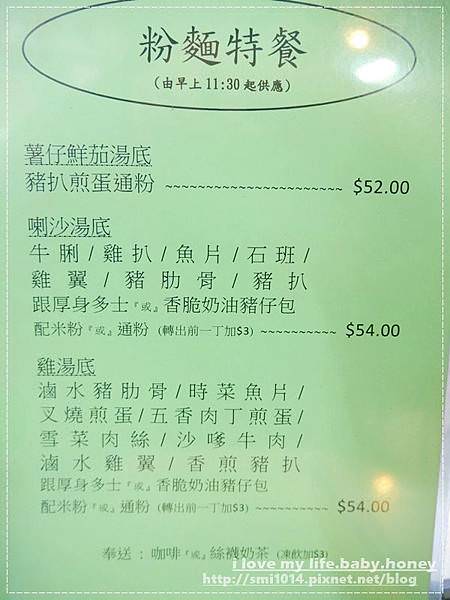 粉麵特餐
（由早上 11:30 起供應）
薯仔鮮茄湯底
豬扒煎蛋通粉 ~~~~~~~~~~~~~~~~~~~~~~ $52.00
喇沙湯底
牛脷/雞扒/魚片/石班/
雞翼/豬肋骨/豬扒
跟厚身多士『或』香脆奶油豬仔包
配米粉『或』通粉 (轉出前一丁加$3) ~~~~~~~~~~ $54.00
雞湯底
滷水豬肋骨/時菜魚片/
叉燒煎蛋/五香肉丁煎蛋/
雪菜肉絲/沙嗲牛肉/
滷水雞翼/香煎豬扒
跟厚身多士『或』香脆奶油豬仔包
配米粉『或』通粉 (轉出前一丁加$3) ~~~~~~~~~~ $54.00
奉送：咖啡『或』絲襪奶茶 (凍飲加$3)
i love my life.baby.honey
http://smi1014.pixnet.net/blog